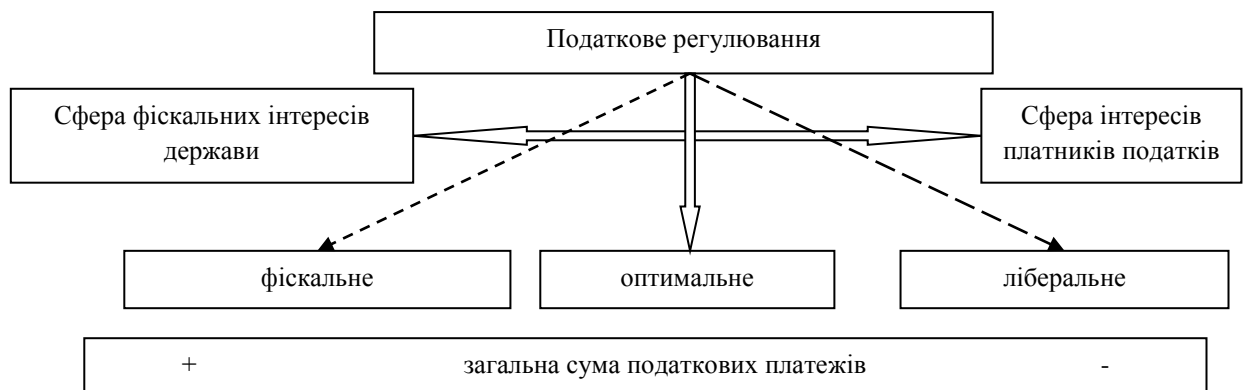 Податкове регулювання
Сфера фіскальних інтересів
держави
Сфера інтересів
платників податків
фіскальне
оптимальне
ліберальне
+ загальна сума податкових платежів -